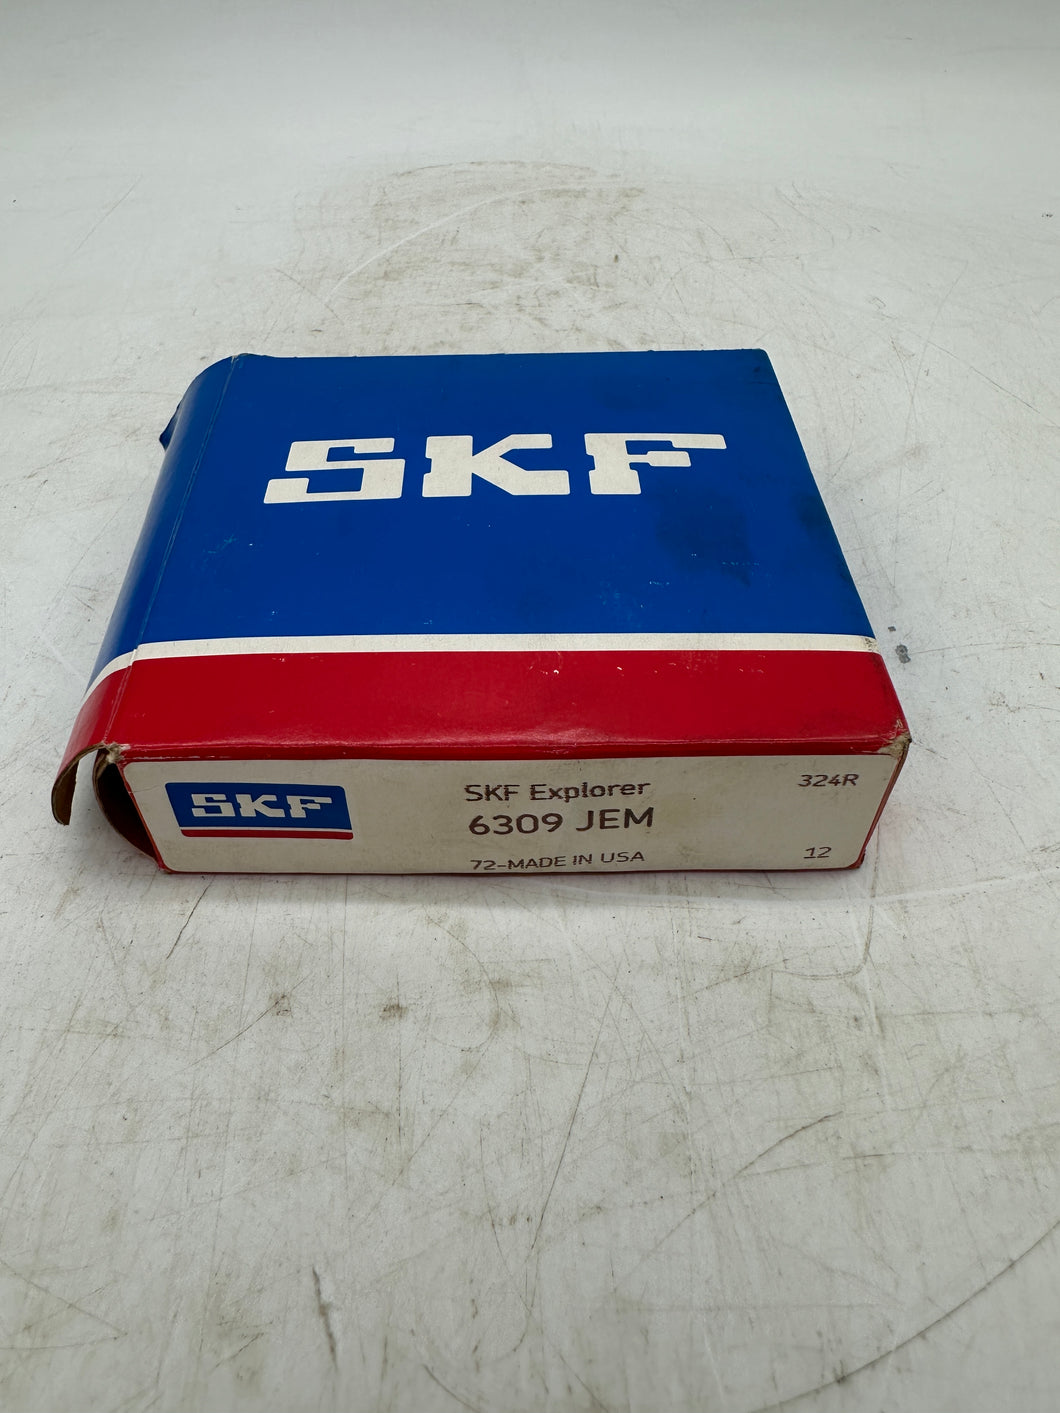 SKF
SKF
SKF Explorer
6309 JEM
72-MADE IN USA
324R
12